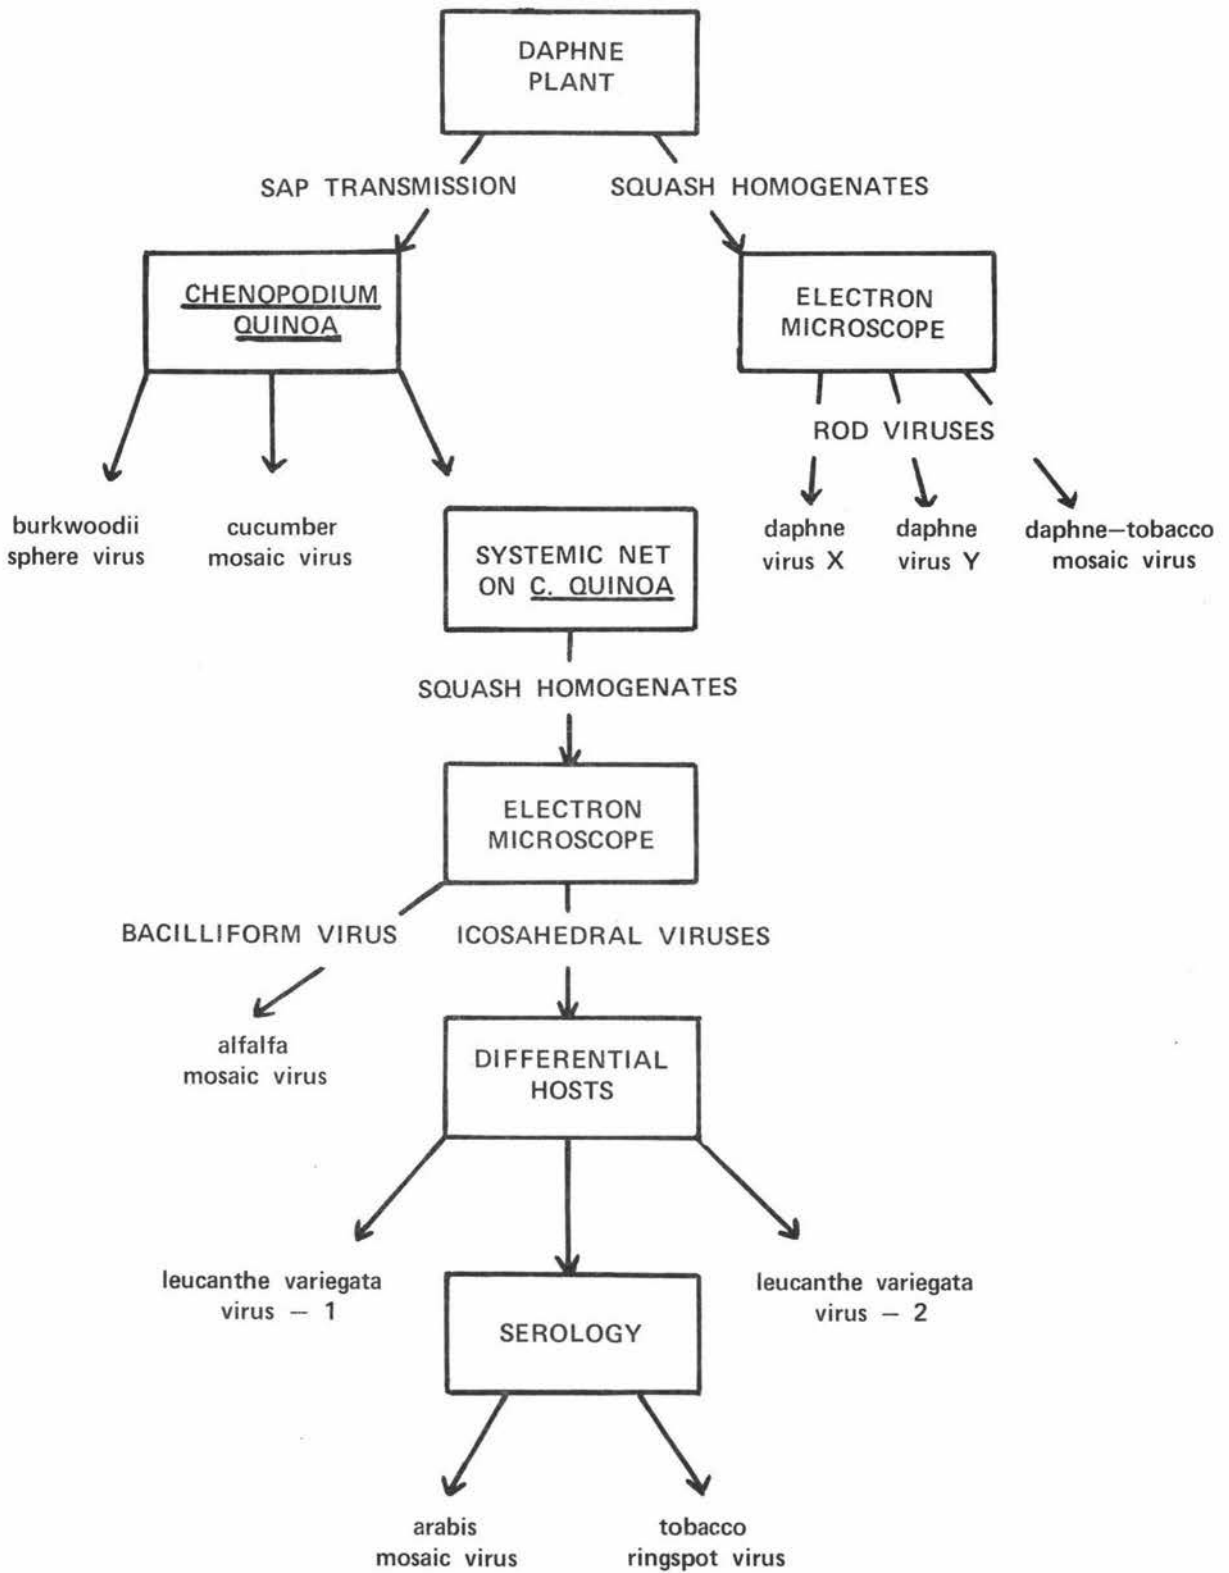 DAPHNE
PLANT
SAP TRANSMISSION
SQUASH HOMOGENATES
CHENOPODIUM
QUINOA
ELECTRON
MICROSCOPE
ROD VIRUSES
burkwoodii
sphere virus
cucumber
mosaic virus
SYSTEMIC NET
ON C. QUINOA
daphne
virus X
daphne
virus Y
daphne—tobacco
mosaic virus
SQUASH HOMOGENATES
ELECTRON
MICROSCOPE
BACILLIFORM VIRUS
ICOSAHEDRAL VIRUSES
alfalfa
mosaic virus
DIFFERENTIAL
HOSTS
leucanthe variegata
virus — 1
SEROLOGY
leucanthe variegata
virus — 2
arabis
mosaic virus
tobacco
ringspot virus